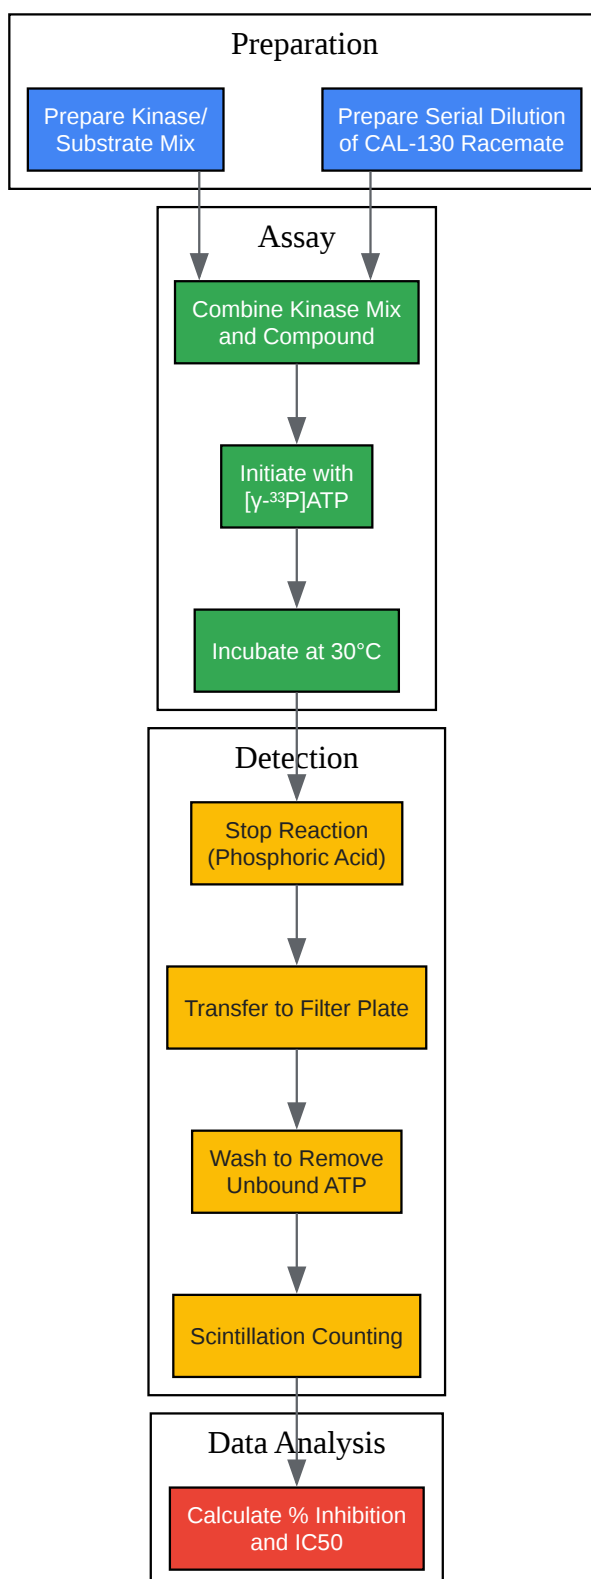 Preparation
Prepare Kinase/
Substrate Mix
Prepare Serial Dilution
of CAL-130 Racemate
Assay
Combine Kinase Mix
and Compound
Initiate with
[γ-³³P]ATP
Incubate at 30°C
Detection
Stop Reaction
(Phosphoric Acid)
Transfer to Filter Plate
Wash to Remove
Unbound ATP
Scintillation Counting
Data Analysis
Calculate % Inhibition
and IC50